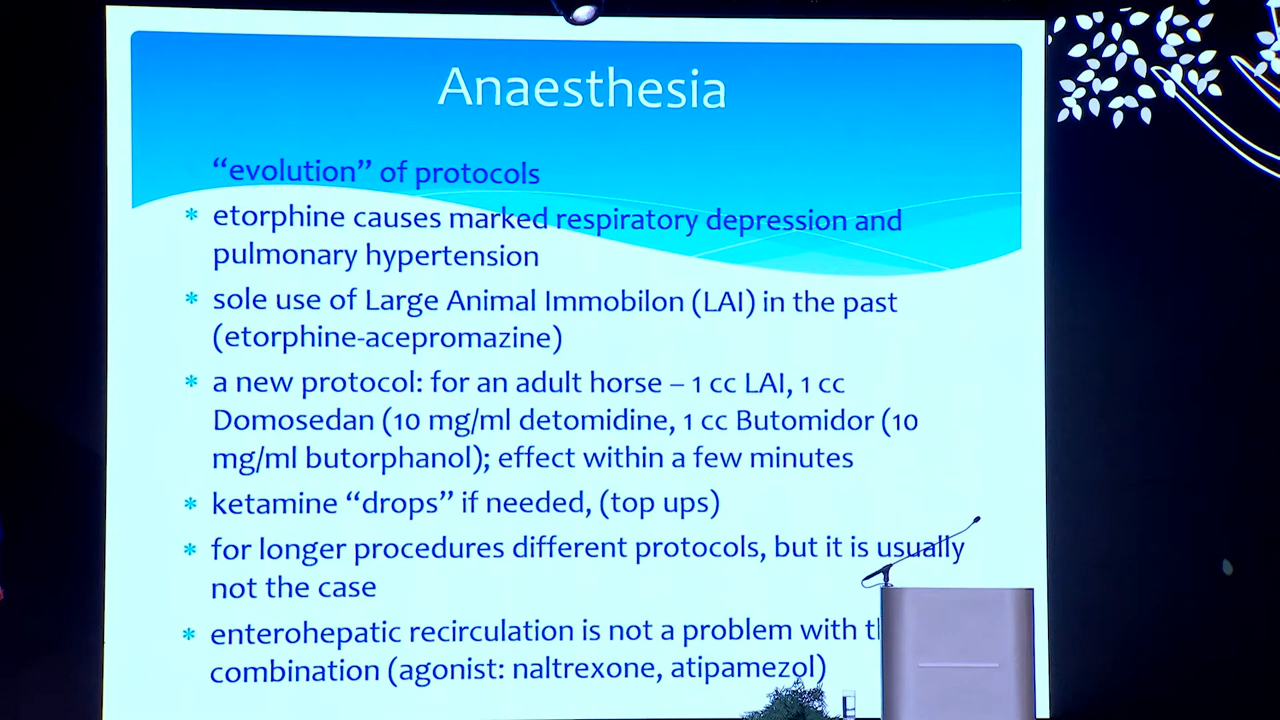 Anaesthesia
“evolution” of protocols
* etorphine causes marked respiratory depression and
pulmonary hypertension
* sole use of Large Animal Immobilon (LAI) in the past
(etorphine-acepromazine)
* a new protocol: for an adult horse – 1 cc LAI, 1 cc
Domosedan (10 mg/ml detomidine, 1 cc Butomidor (10
mg/ml butorphanol); effect within a few minutes
* ketamine “drops” if needed, (top ups)
* for longer procedures different protocols, but it is usually
not the case
* enterohepatic recirculation is not a problem with
combination (agonist: naltrexone, atipamezol)